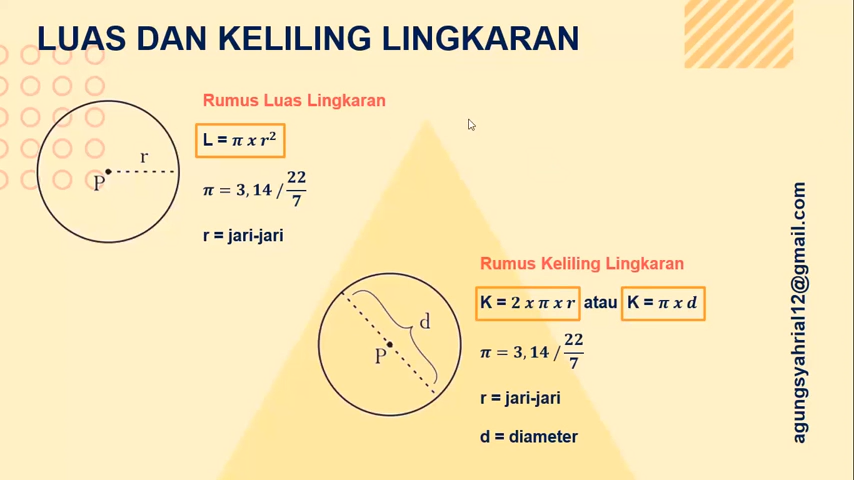 LUAS DAN KELILING LINGKARAN
Rumus Luas Lingkaran
L = π x r²
π = 3, 14 / 22/7
r = jari-jari
r
P
Rumus Keliling Lingkaran
K = 2 x π x r atau K = π x d
π = 3, 14 / 22/7
r = jari-jari
d = diameter
d
P
agungsyahrial12@gmail.com